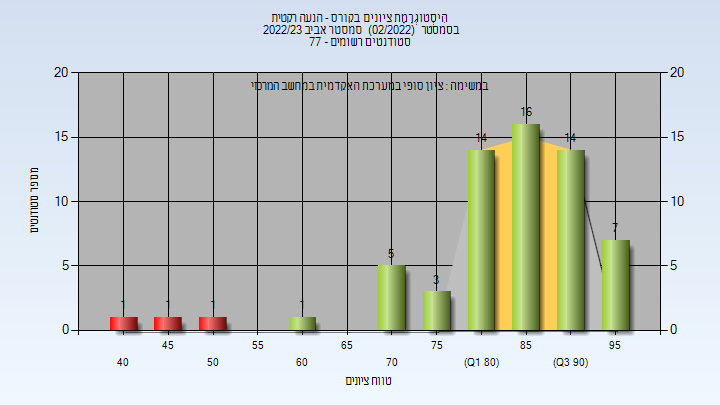 היסטוגרמת ציונים בקורס - הנעה רקטית
בסמסטר (02/2022) סמסטר אביב 2022/23
סטודנטים רשומים - 77
במשימה : ציון סופי במערכת האקדמית במחשב המרכזי
מספר סטודנטים
20 20
15 15
10 10
5 5
0 0
1 1 1 1 5 3 14 16 14 7
45 55 65 75 85 95
40 50 60 70 (Q1 80) (Q3 90)
טווח ציונים